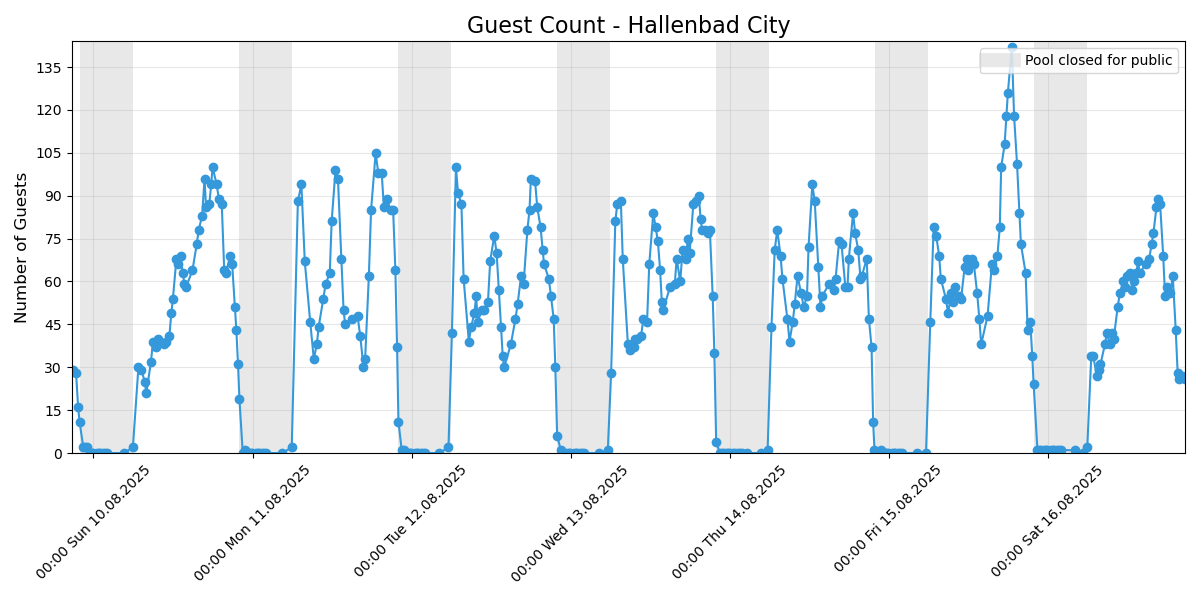 Guest Count - Hallenbad City
Pool closed for public
Number of Guests
135
120
105
90
75
60
45
30
15
0
00:00 Sun 10.08.2025
00:00 Mon 11.08.2025
00:00 Tue 12.08.2025
00:00 Wed 13.08.2025
00:00 Thu 14.08.2025
00:00 Fri 15.08.2025
00:00 Sat 16.08.2025